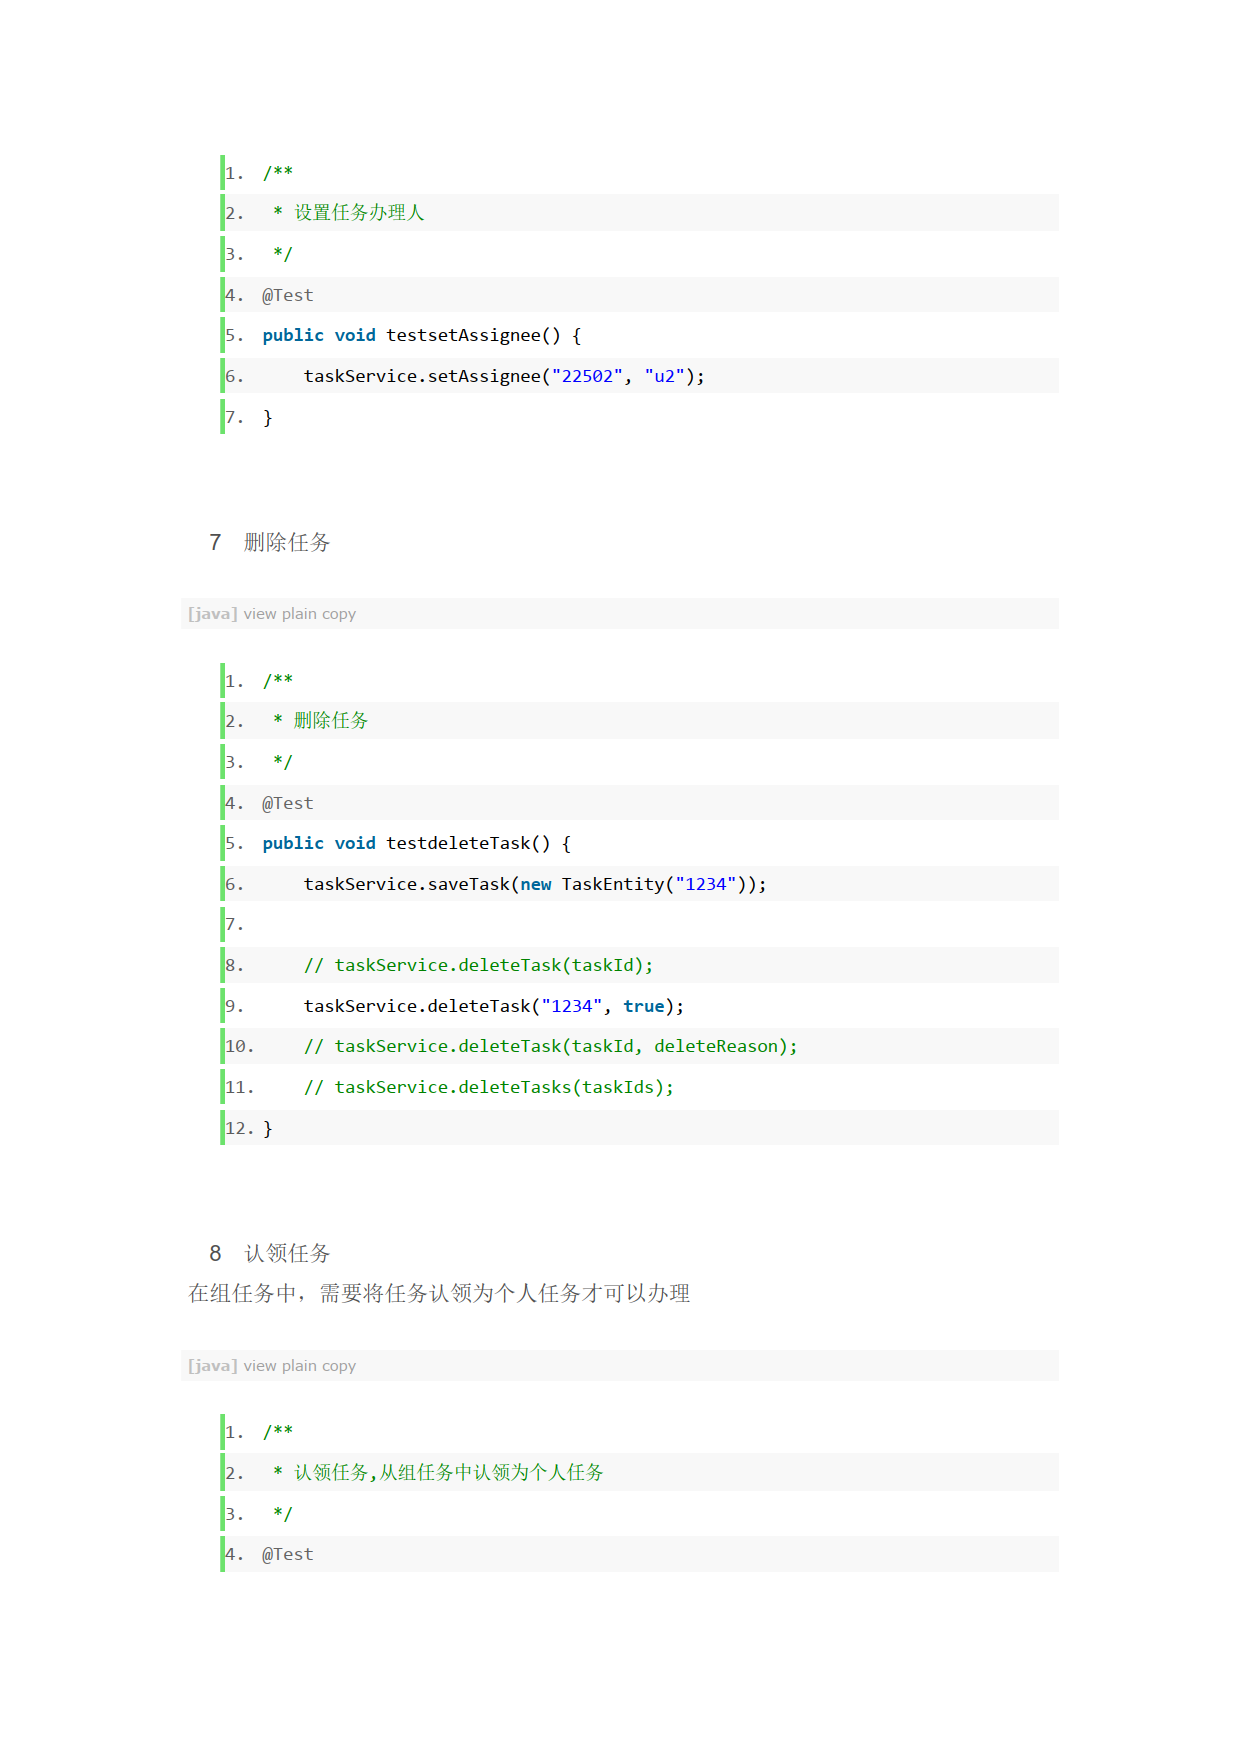 1. /**
2.  * 设置任务办理人
3.  */
4. @Test
5. public void testsetAssignee() {
6.     taskService.setAssignee("22502", "u2");
7. }
7 删除任务
[java] view plain copy
1. /**
2.  * 删除任务
3.  */
4. @Test
5. public void testdeleteTask() {
6.     taskService.saveTask(new TaskEntity("1234"));
7.
8.     // taskService.deleteTask(taskId);
9.     taskService.deleteTask("1234", true);
10.     // taskService.deleteTask(taskId, deleteReason);
11.     // taskService.deleteTasks(taskIds);
12. }
8 认领任务
在组任务中，需要将任务认领为个人任务才可以办理
[java] view plain copy
1. /**
2.  * 认领任务,从组任务中认领为个人任务
3.  */
4. @Test